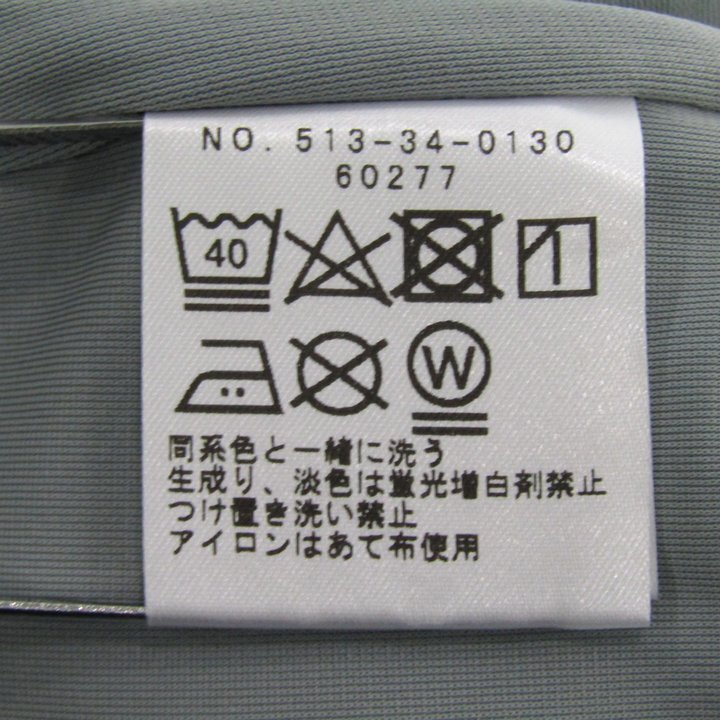 NO. 513-34-0130
60277
40
W
同系色と一緒に洗う
生成り、淡色は蛍光増白剤禁止
つけ置き洗い禁止
アイロンはあて布使用